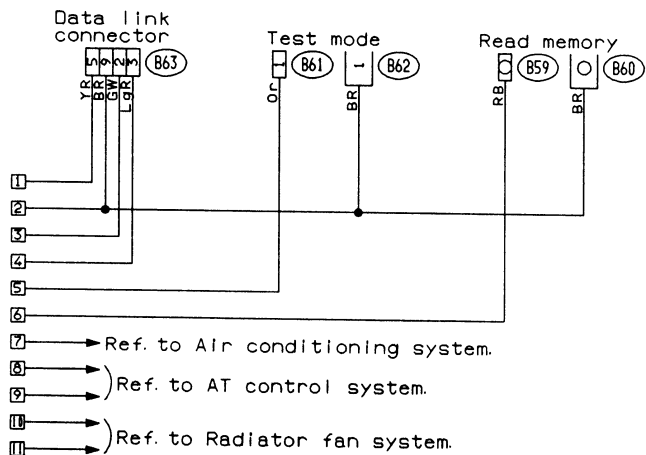 Data link
connector
5 9 2 3
B63
YR BR GW LgR
Test mode
1
B61
Or
1
B62
BR
Read memory
B59
RB
B60
BR
1
2
3
4
5
6
7 Ref. to Air conditioning system.
8
9
Ref. to AT control system.
10
11
Ref. to Radiator fan system.